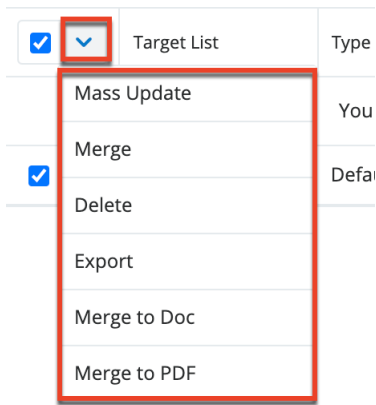 Target List Type
Mass Update
You
Merge
Defau
Delete
Export
Merge to Doc
Merge to PDF